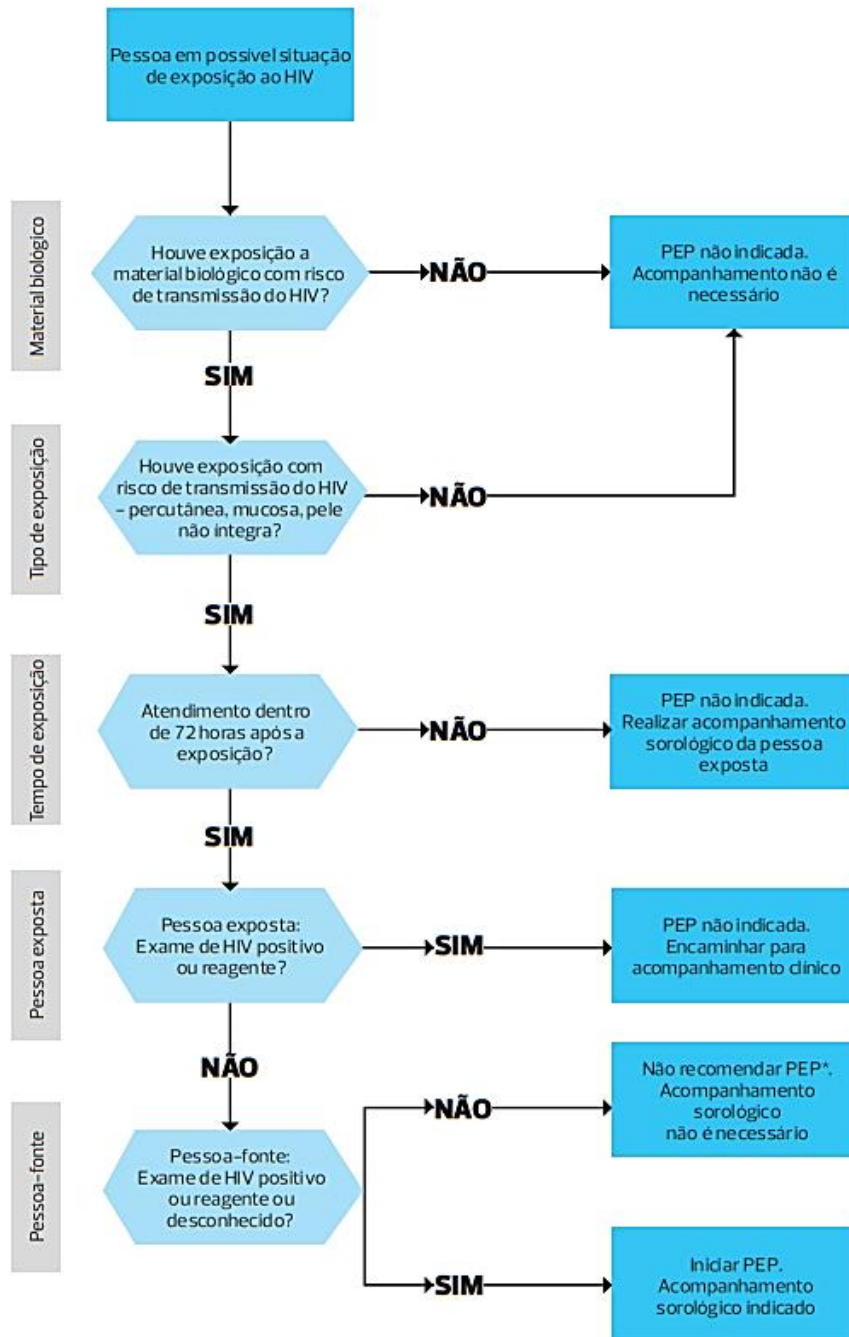 Pessoa em possível situação
de exposição ao HIV
Material biológico
Houve exposição a
material biológico com risco
de transmissão do HIV?
NÃO
PEP não indicada.
Acompanhamento não é
necessário
SIM
Tipo de exposição
Houve exposição com
risco de transmissão do HIV
– percutânea, mucosa, pele
não íntegra?
NÃO
SIM
Tempo de exposição
Atendimento dentro
de 72 horas após a
exposição?
NÃO
PEP não indicada.
Realizar acompanhamento
sorológico da pessoa
exposta
SIM
Pessoa exposta
Pessoa exposta:
Exame de HIV positivo
ou reagente?
SIM
PEP não indicada.
Encaminhar para
acompanhamento clínico
NÃO
Pessoa-fonte
Pessoa-fonte:
Exame de HIV positivo
ou reagente ou
desconhecido?
NÃO
Não recomendar PEP*.
Acompanhamento
sorológico
não é necessário
SIM
Iniciar PEP.
Acompanhamento
sorológico indicado